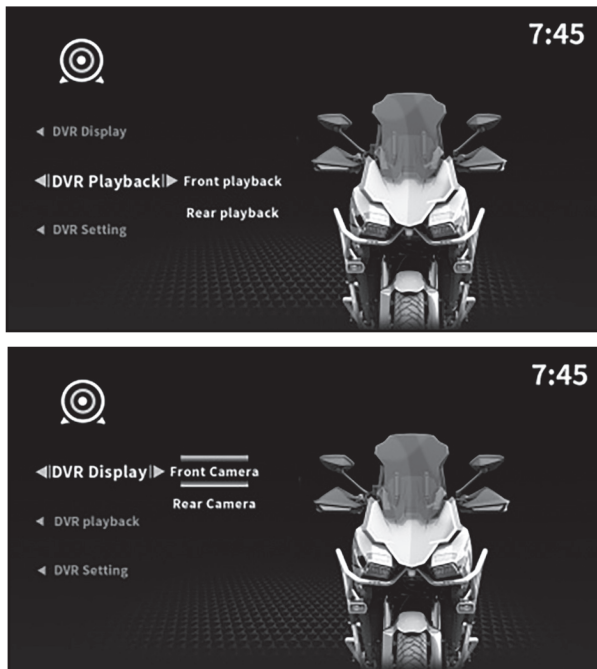 7:45
DVR Display
DVR Playback Front playback
Rear playback
DVR Setting
7:45
DVR Display Front Camera
Rear Camera
DVR playback
DVR Setting